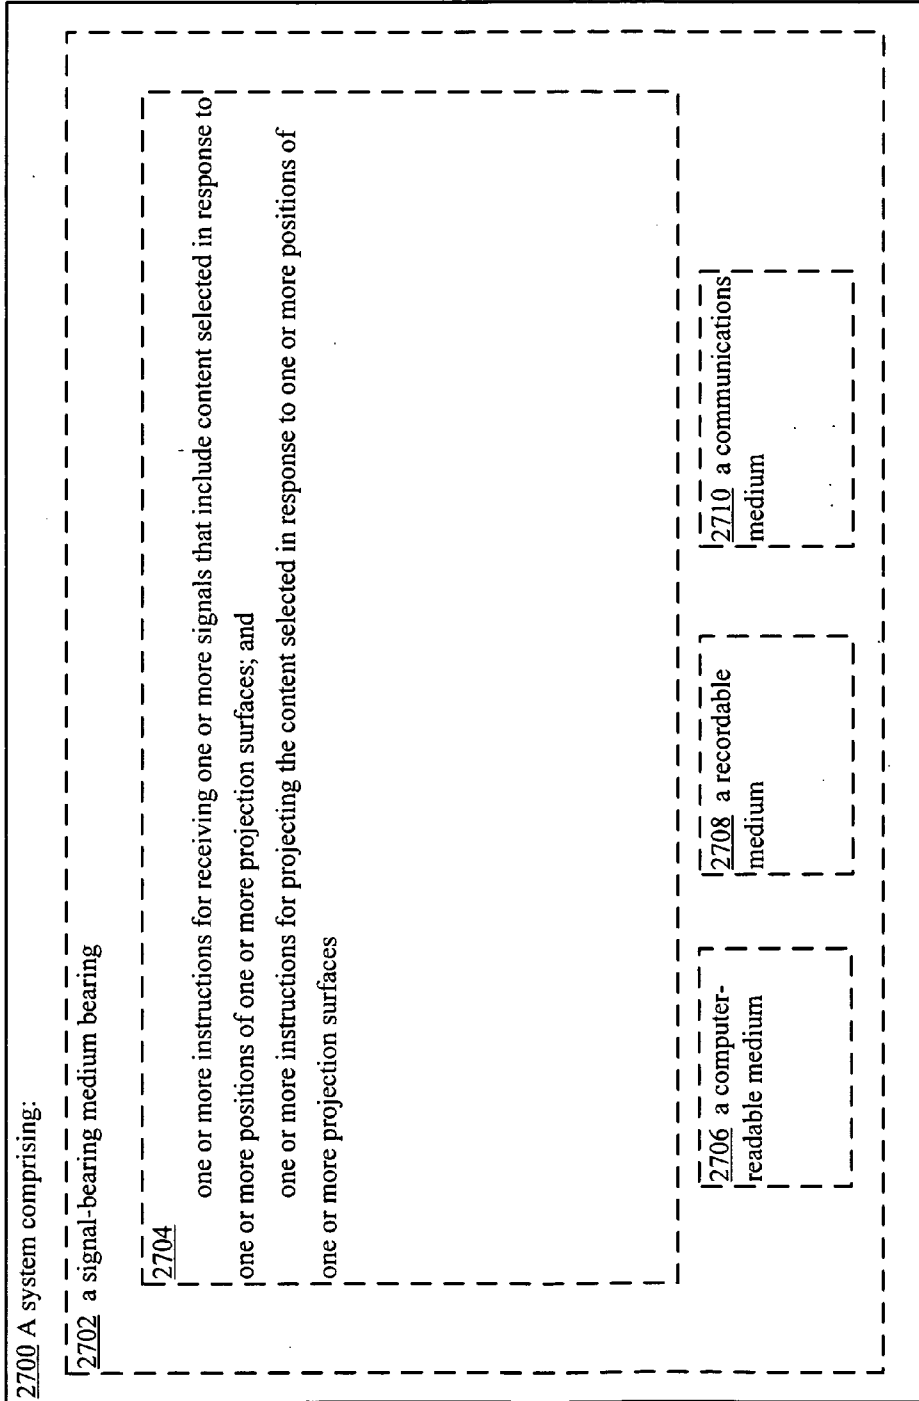 2700 A system comprising:
2702 a signal-bearing medium bearing
2704
one or more instructions for receiving one or more signals that include content selected in response to
one or more positions of one or more projection surfaces; and
one or more instructions for projecting the content selected in response to one or more positions of
one or more projection surfaces
2706 a computer-
readable medium
2708 a recordable
medium
2710 a communications
medium